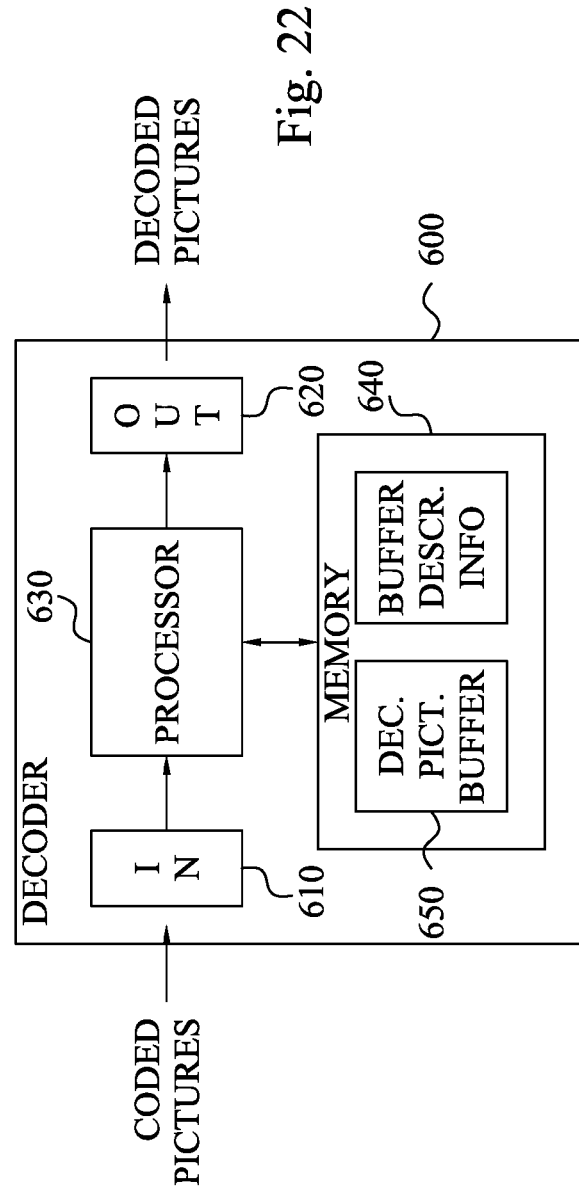 DECODER
CODED
PICTURES
I
N
610
630
PROCESSOR
O
U
T
620
DECODED
PICTURES
MEMORY
640
DEC.
PICT.
BUFFER
650
BUFFER
DESCR.
INFO
600
Fig. 22